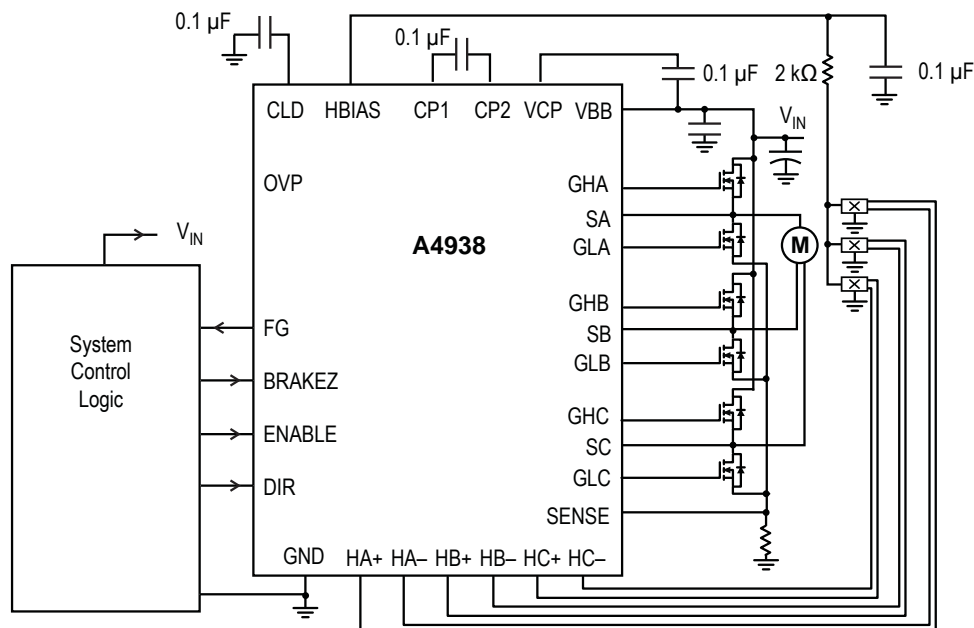 0.1 µF
0.1 µF
0.1 µF
2 kΩ
0.1 µF
CLD
HBIAS
CP1
CP2
VCP
VBB
VIN
OVP
GHA
SA
A4938
GLA
M
VIN
GHB
FG
SB
System
Control
Logic
GLB
BRAKEZ
GHC
ENABLE
SC
DIR
GLC
SENSE
GND
HA+
HA–
HB+
HB–
HC+
HC–